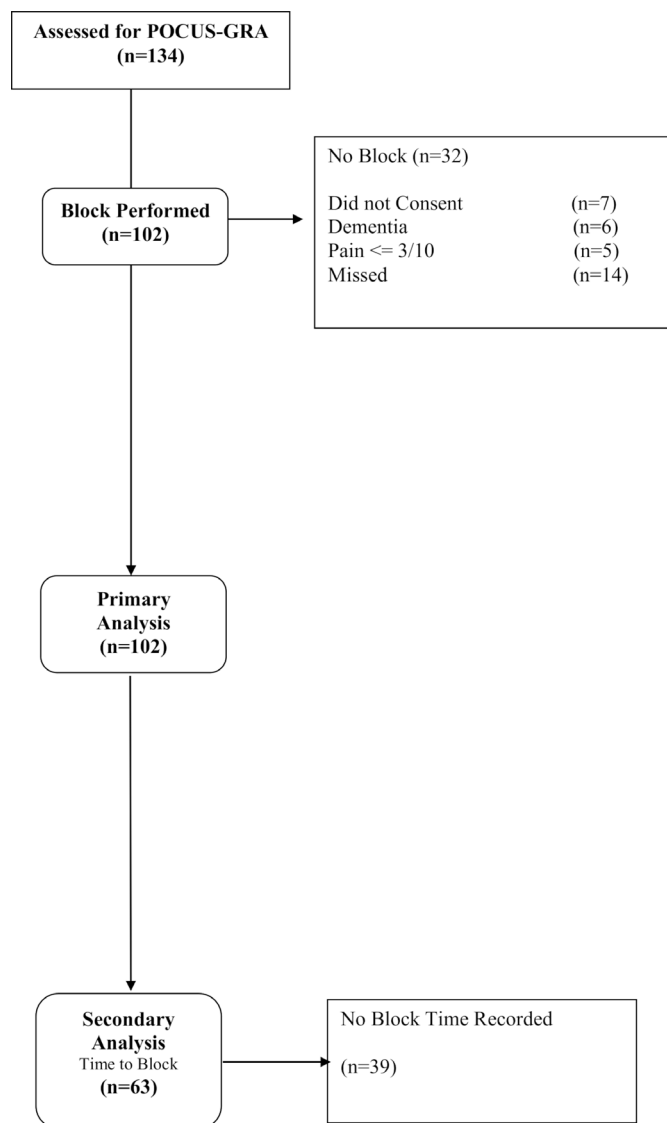 Assessed for POCUS-GRA
(n=134)
No Block (n=32)
Did not Consent (n=7)
Dementia (n=6)
Pain <= 3/10 (n=5)
Missed (n=14)
Block Performed
(n=102)
Primary
Analysis
(n=102)
Secondary
Analysis
Time to Block
(n=63)
No Block Time Recorded
(n=39)